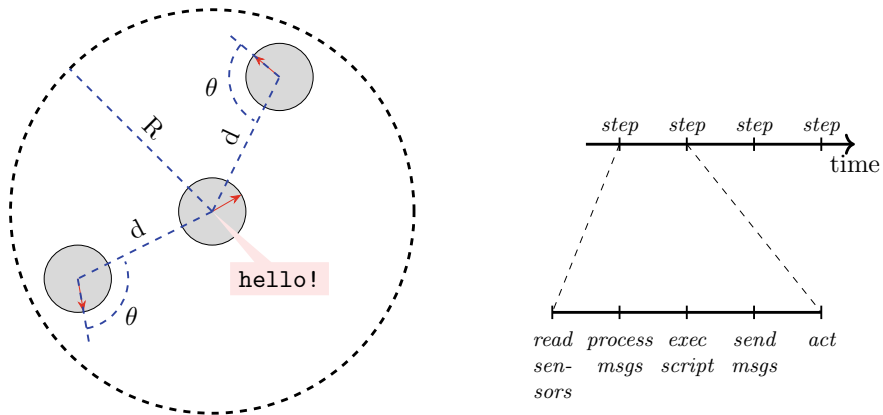 θ
R
d
d
hello!
θ
step step step step
time
read process exec send act
sen- msgs script msgs
sors